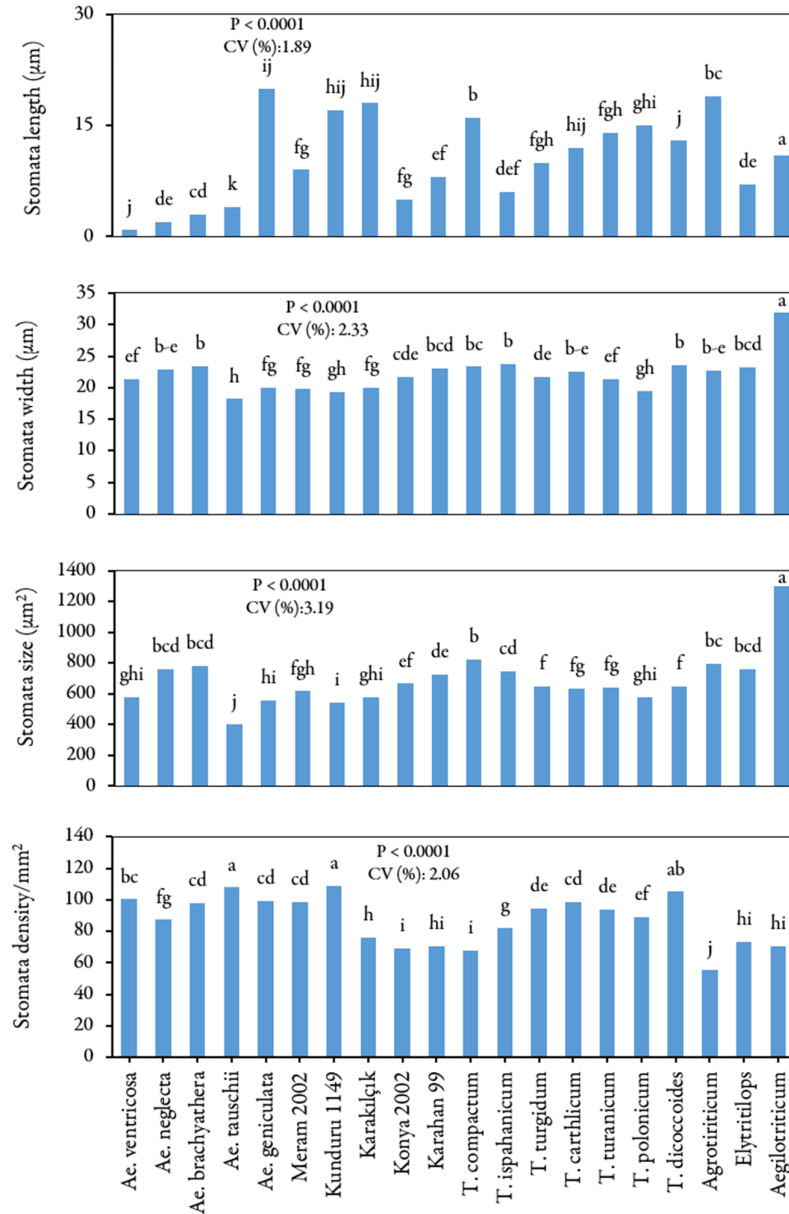 Stomata length (μm)
30
15
0
P < 0.0001
CV (%):1.89
j de cd k ij fg hij hij fg ef b def fgh hij fgh ghi j bc de a
Stomata width (μm)
35
30
25
20
15
10
5
0
P < 0.0001
CV (%): 2.33
ef b-e b h fg fg gh fg cde bcd bc b de b-e ef gh b b-e bcd a
Stomata size (μm²)
1400
1200
1000
800
600
400
200
0
P < 0.0001
CV (%):3.19
ghi bcd bcd j hi fgh i ghi ef de b cd f fg fg ghi f bc bcd a
Stomata density/mm²
140
120
100
80
60
40
20
0
P < 0.0001
CV (%): 2.06
bc fg cd a cd cd a h i hi i g de cd de ef ab j hi hi
Ae. ventricosa
Ae. neglecta
Ae. brachyathera
Ae. tauschii
Ae. geniculata
Meram 2002
Kunduru 1149
Karakılçık
Konya 2002
Karahan 99
T. compactum
T. ispahanicum
T. turgidum
T. carthlicum
T. turanicum
T. polonicum
T. dicoccoides
Agrotiriticum
Elytritilops
Aegilotriticum